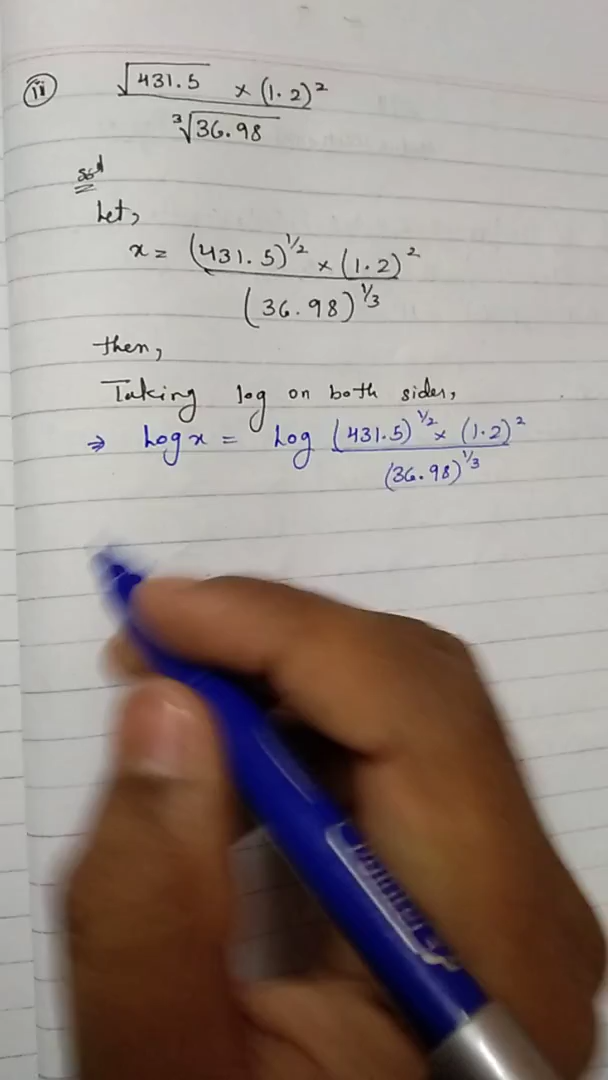 (ii) √431.5 × (1.2)²
∛36.98
Solⁿ
Let,
x = (431.5)^1/2 × (1.2)²
(36.98)^1/3
then,
Taking log on both sides,
⇒ Log x = Log (431.5)^1/2 × (1.2)²
(36.98)^1/3